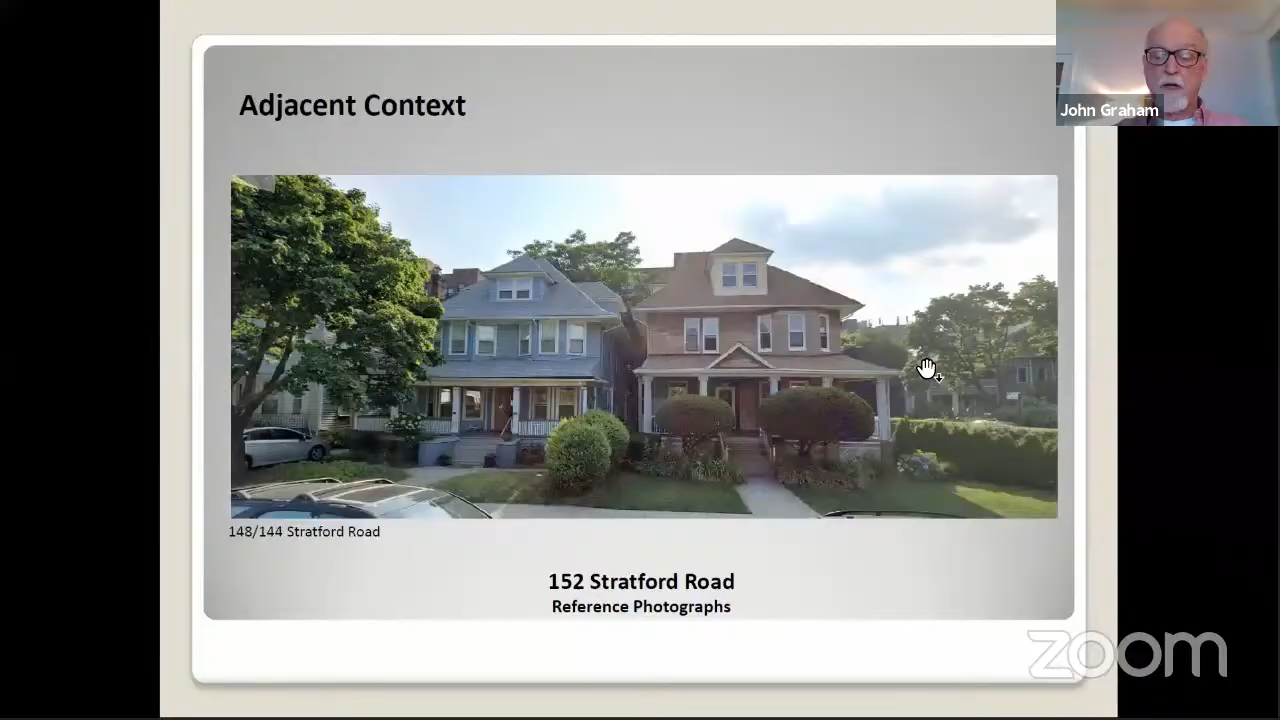 Adjacent Context
John Graham
148/144 Stratford Road
152 Stratford Road
Reference Photographs
zoom